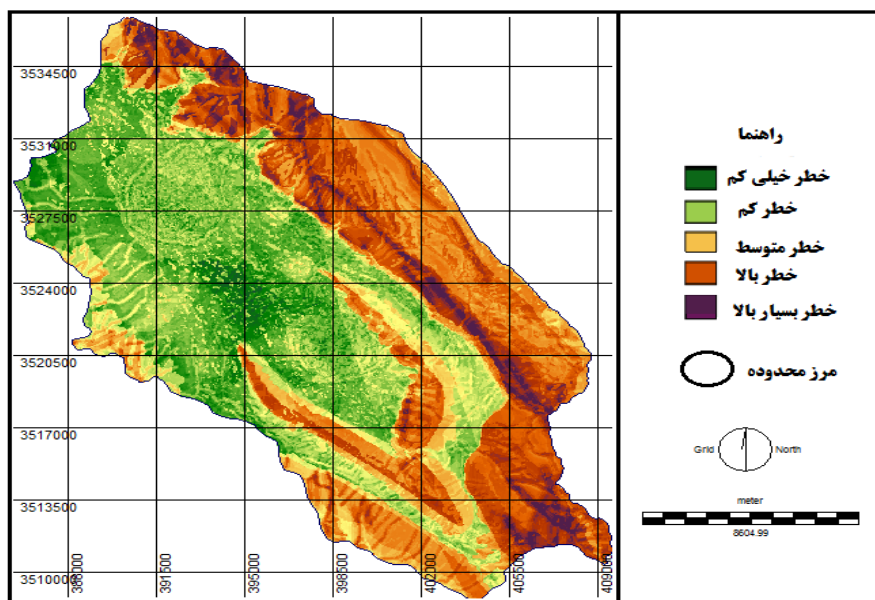 3534500
3531000
3527500
3524000
3520500
3517000
3513500
3510000
388000
391500
395000
398500
402000
405500
409000
راهنما
خطر خیلی کم
خطر کم
خطر متوسط
خطر بالا
خطر بسیار بالا
مرز محدوده
Grid North
meter
8604.99